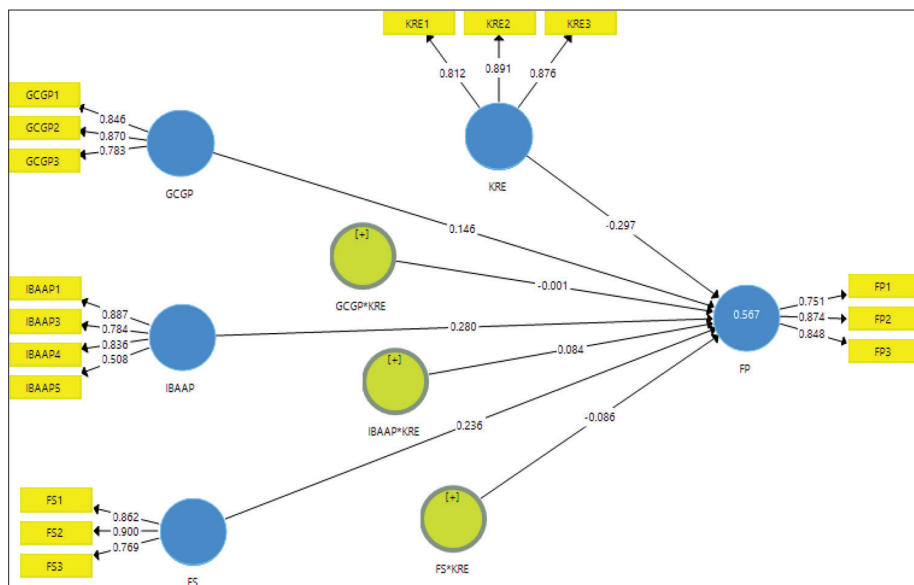 KRE1 KRE2 KRE3
0.812 0.891 0.876
KRE
GCGP1
GCGP2
GCGP3
0.846
0.870
0.783
GCGP
0.146
-0.297
[+]
GCGP*KRE
-0.001
IBAAP1
IBAAP3
IBAAP4
IBAAP5
0.887
0.784
0.836
0.508
IBAAP
0.280
[+]
IBAAP*KRE
0.084
0.567
FP
0.751
0.874
0.848
FP1
FP2
FP3
0.236
-0.086
[+]
FS*KRE
FS1
FS2
FS3
0.862
0.900
0.769
FS